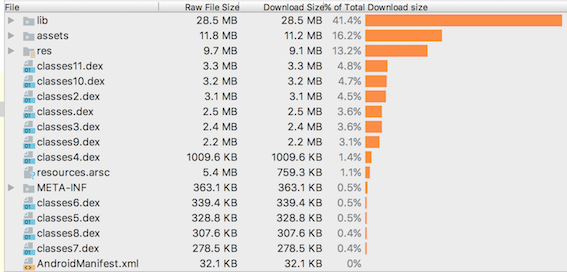 File Raw File Size Download Size % of Total Download size
lib 28.5 MB 28.5 MB 41.4%
assets 11.8 MB 11.8 MB 16.2%
res 9.7 MB 9.1 MB 13.2%
classes11.dex 3.3 MB 3.3 MB 4.8%
classes10.dex 3.2 MB 3.2 MB 4.7%
classes2.dex 3.1 MB 3.1 MB 4.5%
classes.dex 2.5 MB 2.5 MB 3.6%
classes3.dex 2.4 MB 2.4 MB 3.6%
classes9.dex 2.2 MB 2.2 MB 3.1%
classes4.dex 1009.6 KB 1009.6 KB 1.4%
resources.arsc 5.4 MB 759.3 KB 1.1%
META-INF 363.1 KB 363.1 KB 0.5%
classes6.dex 339.4 KB 339.4 KB 0.5%
classes5.dex 328.8 KB 328.8 KB 0.5%
classes8.dex 307.6 KB 307.6 KB 0.4%
classes7.dex 278.5 KB 278.5 KB 0.4%
AndroidManifest.xml 32.1 KB 32.1 KB 0%